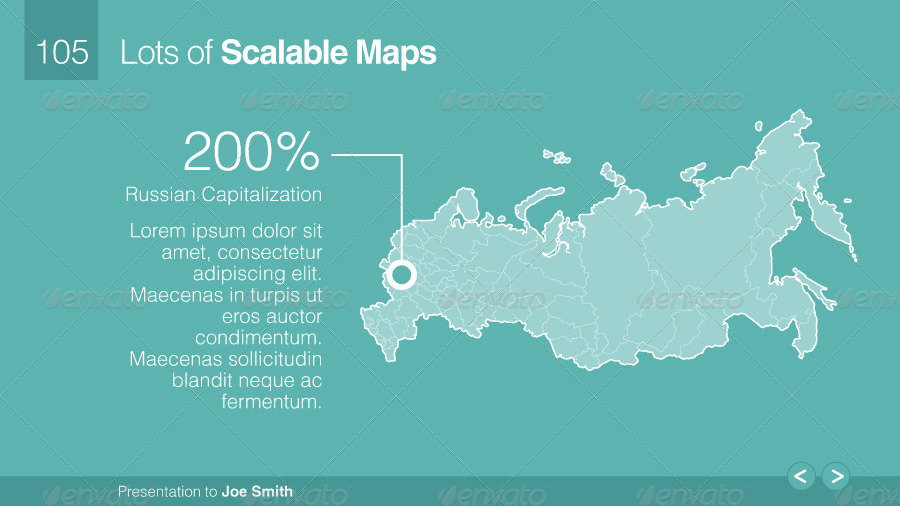 105
Lots of Scalable Maps
200%
Russian Capitalization
Lorem ipsum dolor sit
amet, consectetur
adipiscing elit.
Maecenas in turpis ut
eros auctor
condimentum.
Maecenas sollicitudin
blandit neque ac
fermentum.
Presentation to Joe Smith
envato
envato
envato
envato
envato
envato
envato
envato
envato
envato
envato
envato